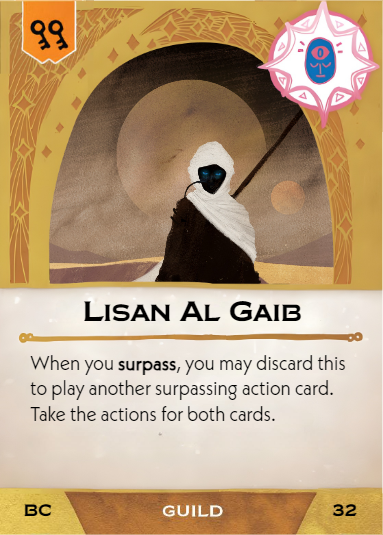 LISAN AL GAIB
When you surpass, you may discard this
to play another surpassing action card.
Take the actions for both cards.
BC GUILD 32